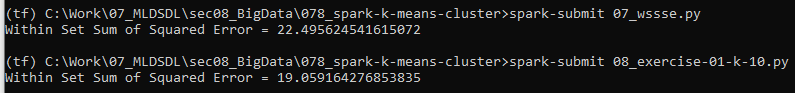 (tf) C:\Work\07_MLDSDL\sec08_BigData\078_spark-k-means-cluster>spark-submit 07_wssse.py
Within Set Sum of Squared Error = 22.495624541615072
(tf) C:\Work\07_MLDSDL\sec08_BigData\078_spark-k-means-cluster>spark-submit 08_exercise-01-k-10.py
Within Set Sum of Squared Error = 19.059164276853835